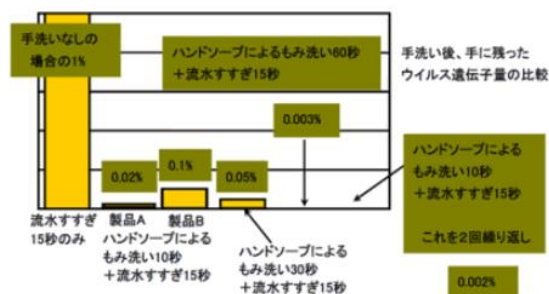 手洗いなしの
場合の1%
ハンドソープによるもみ洗い60秒
+流水すすぎ15秒
手洗い後、手に残った
ウイルス遺伝子量の比較
0.003%
0.02%
0.1%
0.05%
ハンドソープによる
もみ洗い10秒
+流水すすぎ15秒
これを2回繰り返し
0.002%
流水すすぎ
15秒のみ
製品A
製品B
ハンドソープによる
もみ洗い10秒
+流水すすぎ15秒
ハンドソープによる
もみ洗い30秒
+流水すすぎ15秒